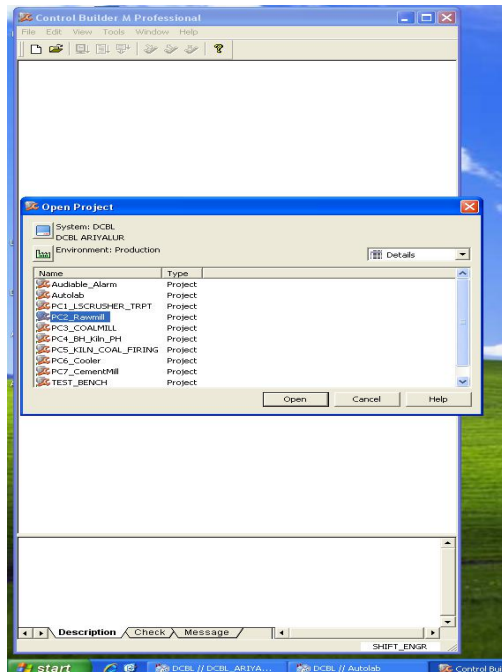 Control Builder M Professional
File Edit View Tools Window Help
Open Project
System: DCBL
DCBL ARIYALUR
Environment: Production
Details
Name Type
Audiable_Alarm Project
Autolab Project
PC1_LSCRUSHER_TRPT Project
PC2_Rawmill Project
PC3_COALMILL Project
PC4_BH_Kiln_PH Project
PC5_KILN_COAL_FIRING Project
PC6_Cooler Project
PC7_CementMill Project
TEST_BENCH Project
Open Cancel Help
Description Check Message
SHIFT_ENGR
start DCBL // DCBL_ARIYA... DCBL // Autolab Control Bu